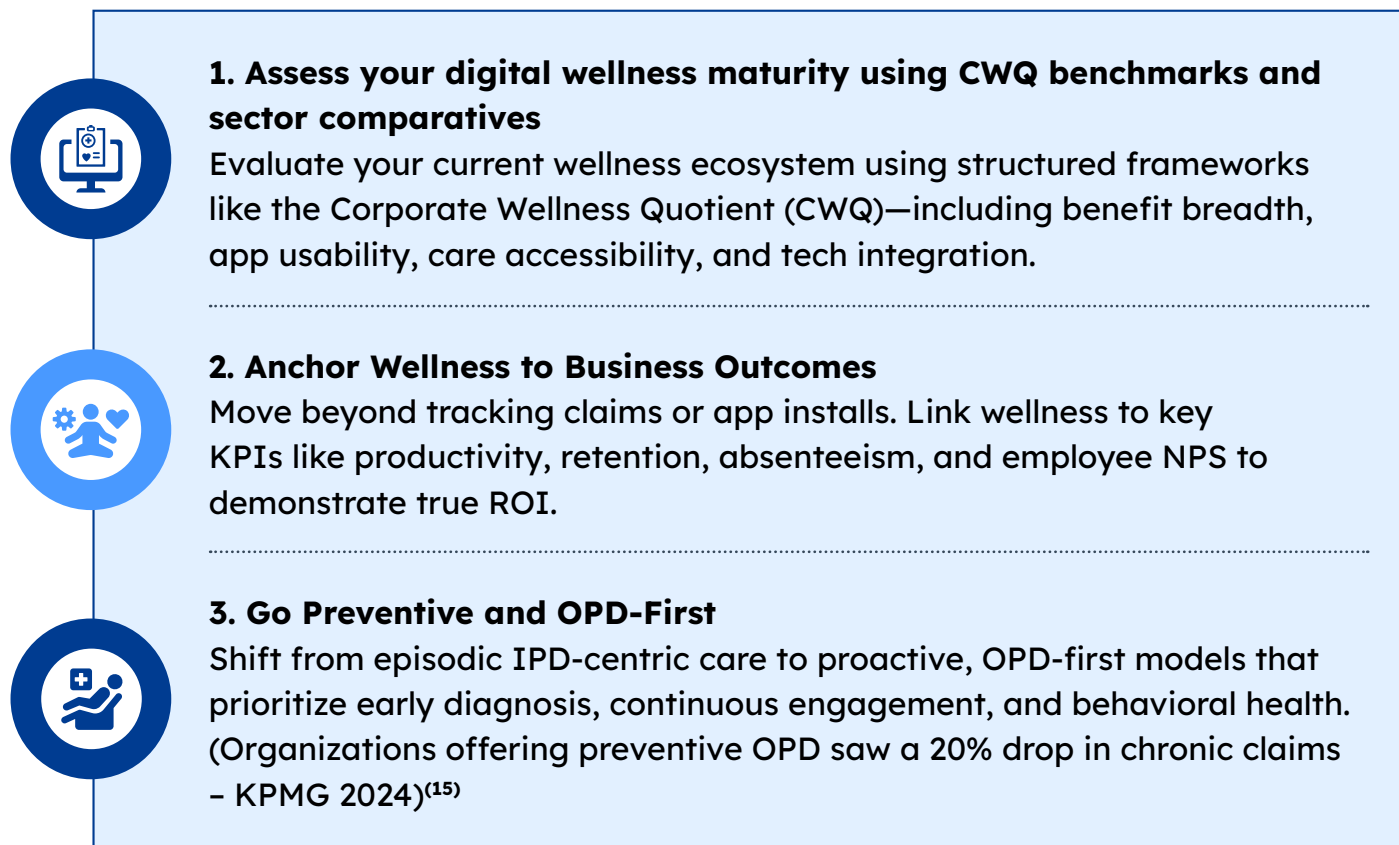 1. Assess your digital wellness maturity using CWQ benchmarks and
sector comparatives
Evaluate your current wellness ecosystem using structured frameworks
like the Corporate Wellness Quotient (CWQ)—including benefit breadth,
app usability, care accessibility, and tech integration.
2. Anchor Wellness to Business Outcomes
Move beyond tracking claims or app installs. Link wellness to key
KPIs like productivity, retention, absenteeism, and employee NPS to
demonstrate true ROI.
3. Go Preventive and OPD-First
Shift from episodic IPD-centric care to proactive, OPD-first models that
prioritize early diagnosis, continuous engagement, and behavioral health.
(Organizations offering preventive OPD saw a 20% drop in chronic claims
– KPMG 2024)(15)